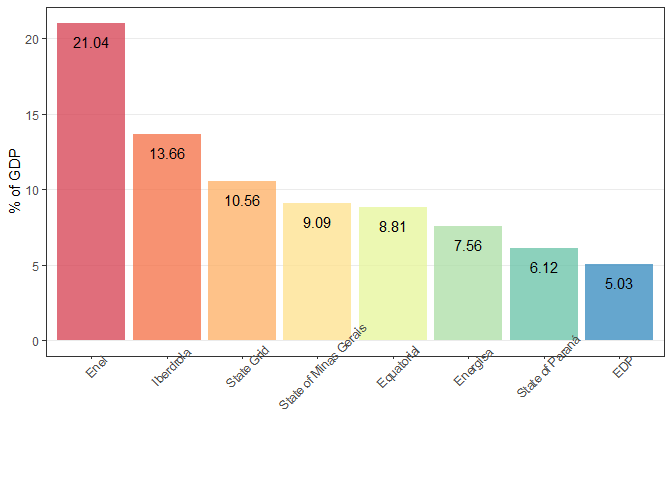 % of GDP
20
15
10
5
0
21.04
13.66
10.56
9.09
8.81
7.56
6.12
5.03
Enel
Iberdrola
State Grid
State of Minas Gerais
Equatorial
Energisa
State of Paraná
EDP